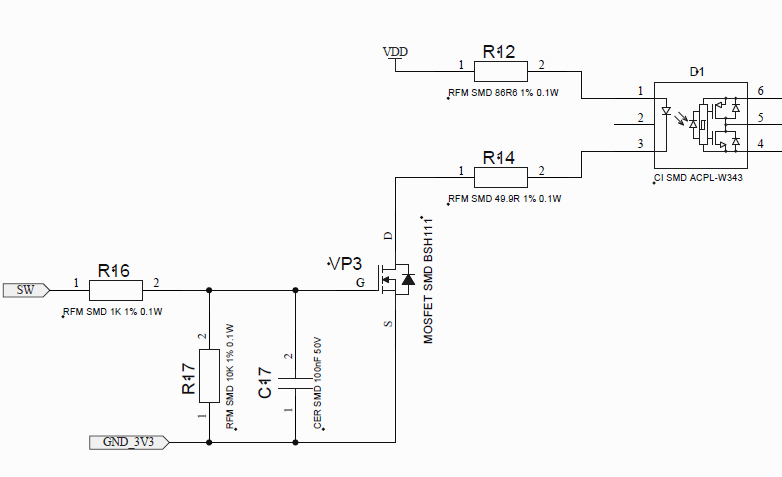 VDD
1 R12 2
RFM SMD 86R6 1% 0.1W
D1
1 6
2 5
3 4
CI SMD ACPL-W343
1 R14 2
RFM SMD 49.9R 1% 0.1W
D
VP3
G
S
MOSFET SMD BSH111
SW
1 R16 2
RFM SMD 1K 1% 0.1W
2
R17
1
RFM SMD 10K 1% 0.1W
2
C17
1
CER SMD 100nF 50V
GND_3V3